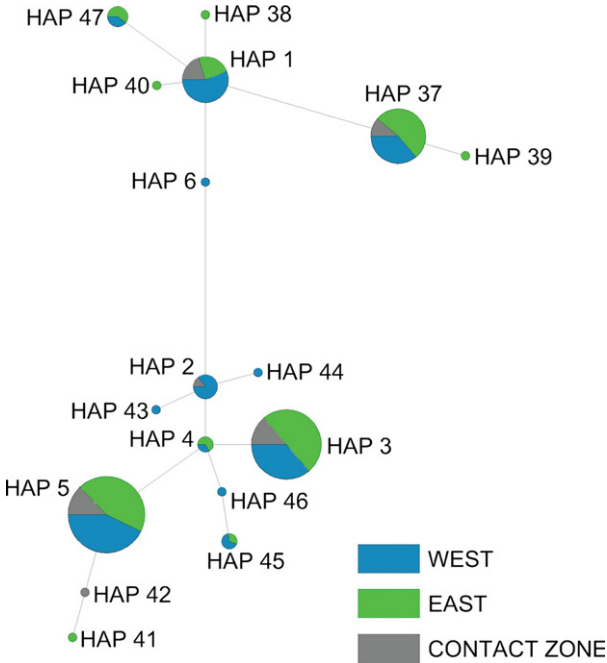 HAP 38
HAP 47
HAP 1
HAP 40
HAP 37
HAP 39
HAP 6
HAP 2
HAP 44
HAP 43
HAP 4
HAP 3
HAP 5
HAP 46
HAP 45
WEST
HAP 42
EAST
HAP 41
CONTACT ZONE